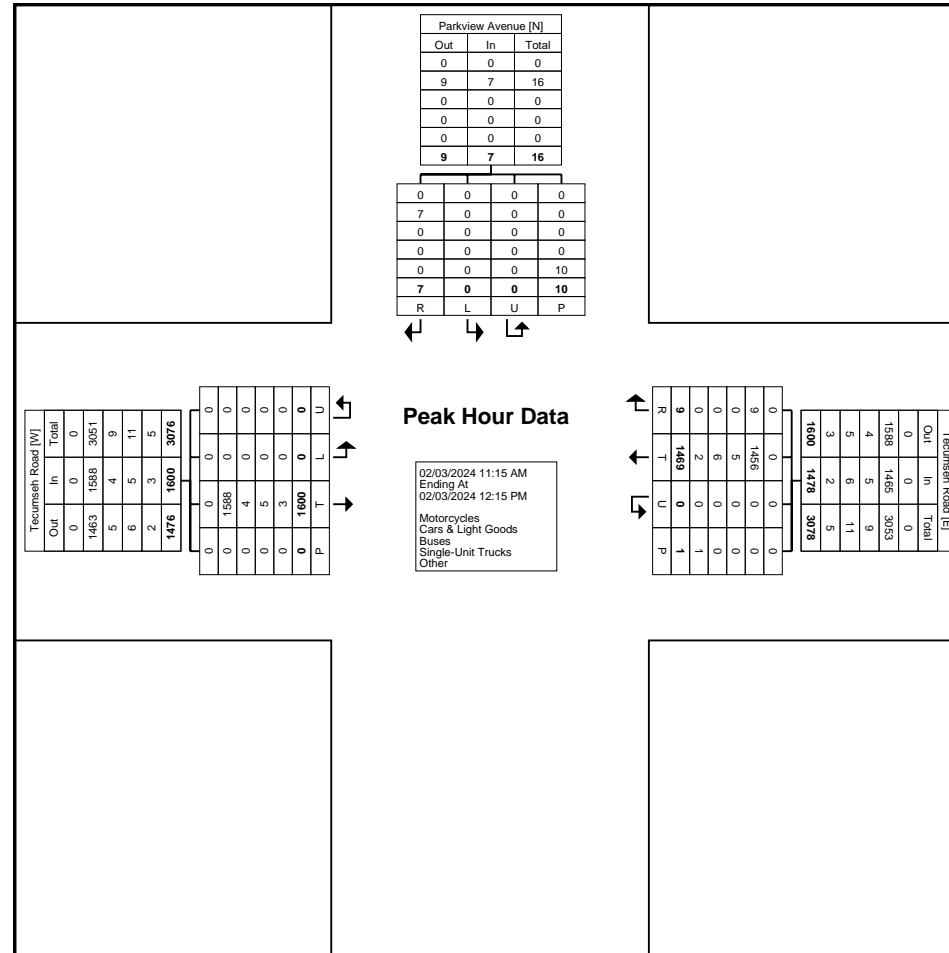 Parkview Avenue [N]
Out In Total
0 0 0
9 7 16
0 0 0
0 0 0
0 0 0
9 7 16
0 0 0 0
7 0 0 0
0 0 0 0
0 0 0 0
0 0 0 10
7 0 0 10
R L U P
Tecumseh Road [W]
Total In Out
0 0 0
3051 1588 1463
9 4 5
11 5 6
5 3 2
3076 1600 1476
0 0 0 0
0 0 1588 0
0 0 4 0
0 0 5 0
0 0 3 0
0 0 1600 0
U L T P
Peak Hour Data
02/03/2024 11:15 AM
Ending At
02/03/2024 12:15 PM
Motorcycles
Cars & Light Goods
Buses
Single-Unit Trucks
Other
R T U P
9 1469 0 1
0 2 0 1
0 6 0 0
0 5 0 0
9 1456 0 0
0 0 0 0
Tecumseh Road [E]
Out In Total
0 0 0
1588 1465 3053
4 5 9
5 6 11
3 2 5
1600 1478 3078